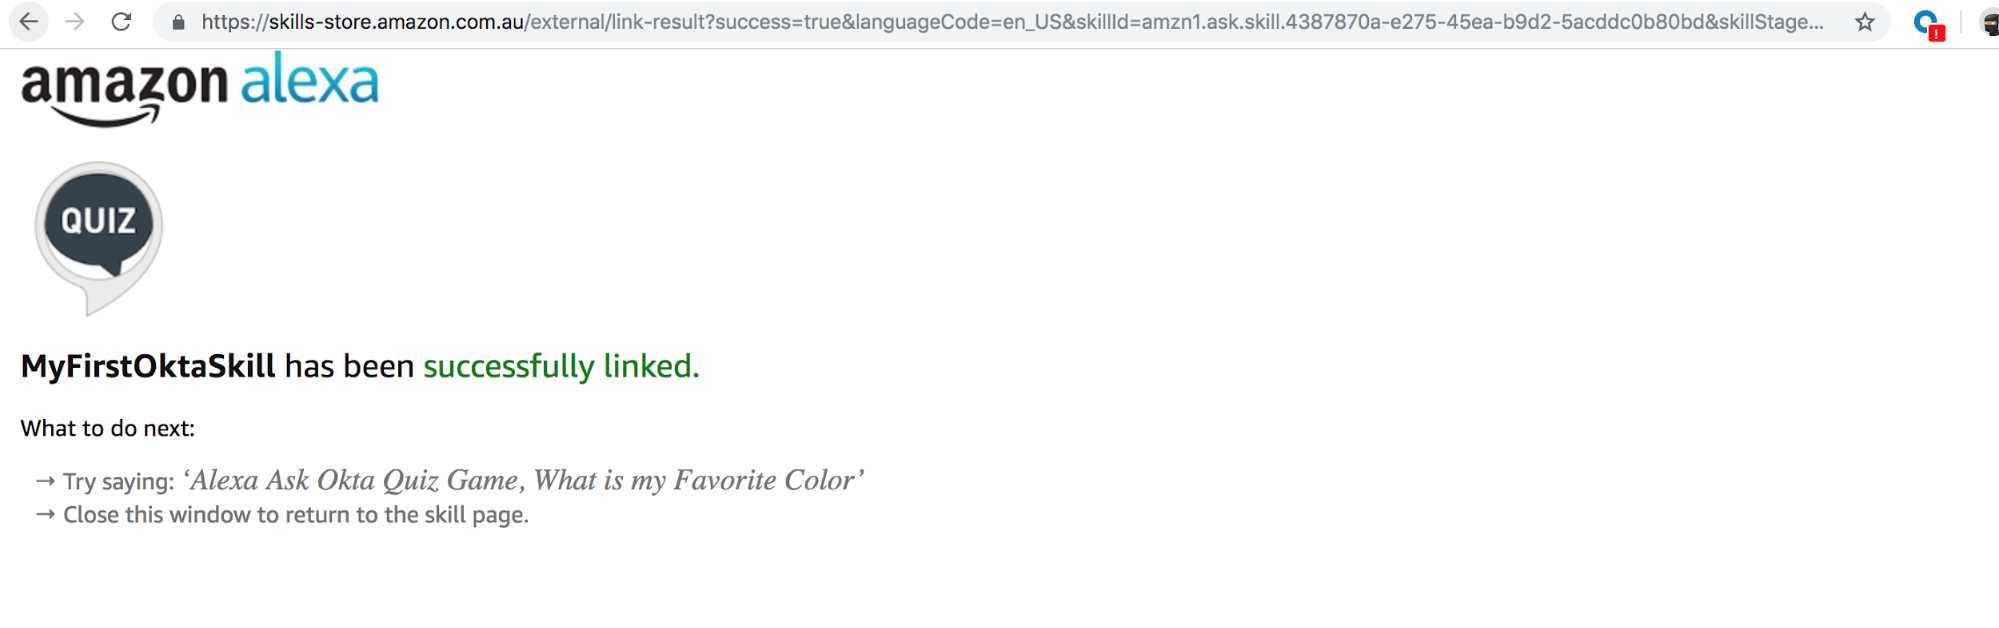 https://skills-store.amazon.com.au/external/link-result?success=true&languageCode=en_US&skillId=amzn1.ask.skill.4387870a-e275-45ea-b9d2-5acddc0b80bd&skillStage...
!
amazon alexa
QUIZ
MyFirstOktaSkill has been successfully linked.
What to do next:
→ Try saying: ‘Alexa Ask Okta Quiz Game, What is my Favorite Color’
→ Close this window to return to the skill page.